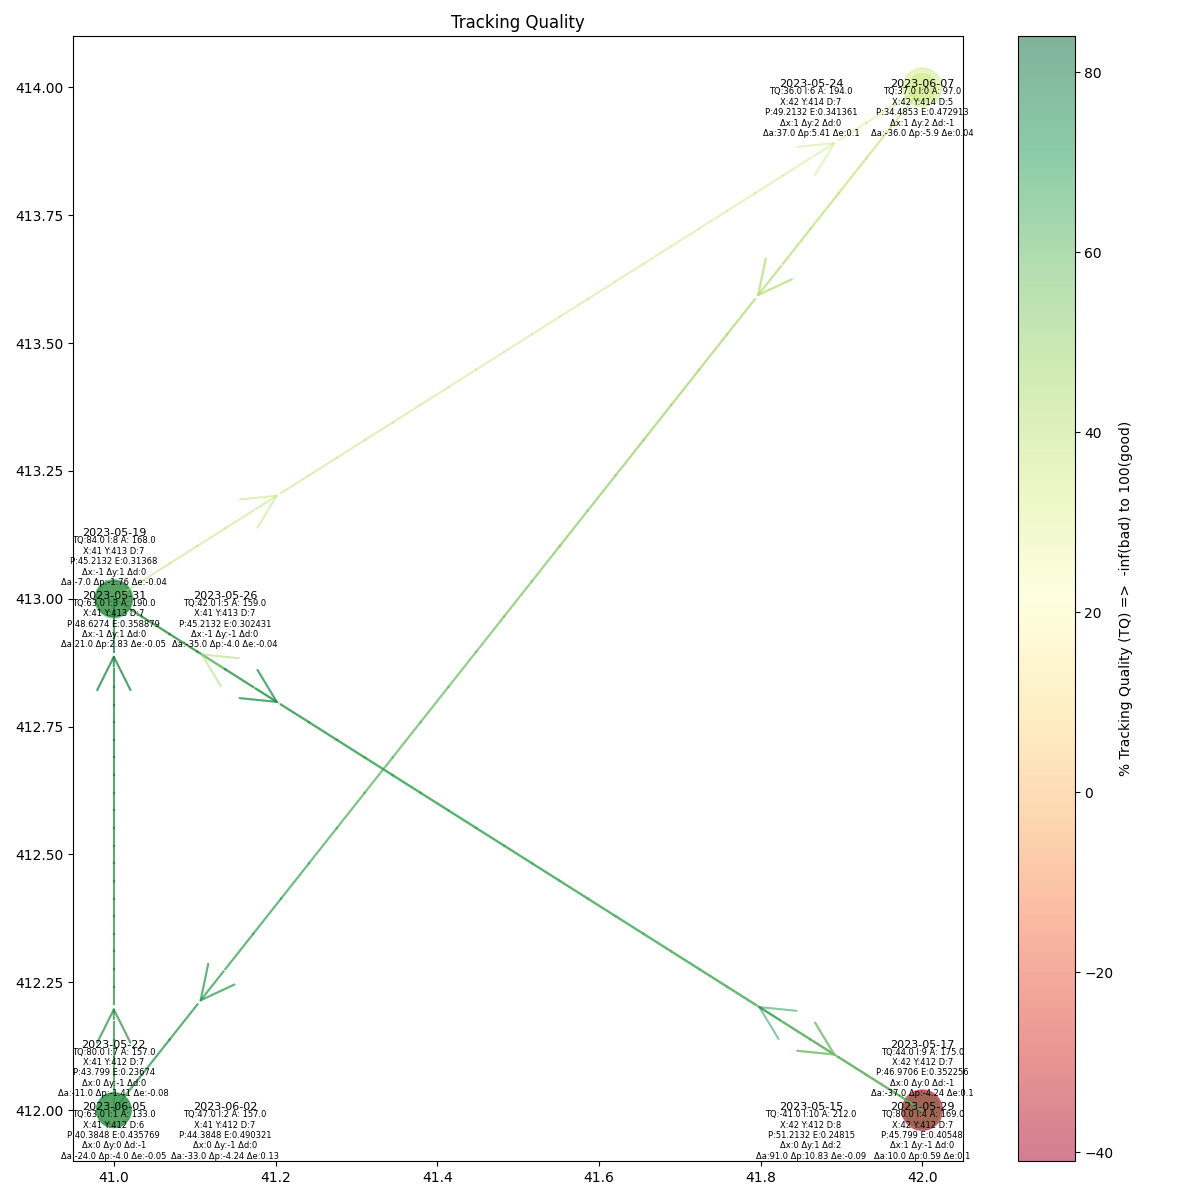 Tracking Quality
414.00
413.75
413.50
413.25
413.00
412.75
412.50
412.25
412.00
2023-05-24
TQ:36.0 I:6 A: 194.0
X:42 Y:414 D:7
P:49.2132 E:0.341361
Δx:1 Δy:2 Δd:0
Δa:37.0 Δp:5.41 Δe:0.1
2023-06-07
TQ:37.0 I:0 A: 97.0
X:42 Y:414 D:5
P:34.4853 E:0.472913
Δx:1 Δy:2 Δd:-1
Δa:-36.0 Δp:-5.9 Δe:0.04
2023-05-19
TQ:84.0 I:8 A: 168.0
X:41 Y:413 D:7
P:45.2132 E:0.31368
Δx:-1 Δy:1 Δd:0
Δa:-7.0 Δp:-1.76 Δe:-0.04
2023-05-31
TQ:63.0 I:3 A: 190.0
X:41 Y:413 D:7
P:48.6274 E:0.358879
Δx:-1 Δy:1 Δd:0
Δa:21.0 Δp:2.83 Δe:-0.05
2023-05-26
TQ:42.0 I:5 A: 159.0
X:41 Y:413 D:7
P:45.2132 E:0.302431
Δx:-1 Δy:-1 Δd:0
Δa:-35.0 Δp:-4.0 Δe:-0.04
2023-05-22
TQ:80.0 I:7 A: 157.0
X:41 Y:412 D:7
P:43.799 E:0.23674
Δx:0 Δy:-1 Δd:0
Δa:-11.0 Δp:-1.41 Δe:-0.08
2023-06-05
TQ:63.0 I:1 A: 133.0
X:41 Y:412 D:6
P:40.3848 E:0.435769
Δx:0 Δy:0 Δd:-1
Δa:-24.0 Δp:-4.0 Δe:-0.05
2023-06-02
TQ:47.0 I:2 A: 157.0
X:41 Y:412 D:7
P:44.3848 E:0.490321
Δx:0 Δy:-1 Δd:0
Δa:-33.0 Δp:-4.24 Δe:0.13
2023-05-17
TQ:44.0 I:9 A: 175.0
X:42 Y:412 D:7
P:46.9706 E:0.352256
Δx:0 Δy:0 Δd:-1
Δa:-37.0 Δp:-4.24 Δe:0.1
2023-05-15
TQ:-41.0 I:10 A: 212.0
X:42 Y:412 D:8
P:51.2132 E:0.24815
Δx:0 Δy:1 Δd:2
Δa:91.0 Δp:10.83 Δe:-0.09
2023-05-29
TQ:80.0 I:4 A: 169.0
X:42 Y:412 D:7
P:45.799 E:0.40548
Δx:1 Δy:-1 Δd:0
Δa:10.0 Δp:0.59 Δe:0.1
41.0
41.2
41.4
41.6
41.8
42.0
80
60
40
20
0
−20
−40
% Tracking Quality (TQ) => -inf(bad) to 100(good)